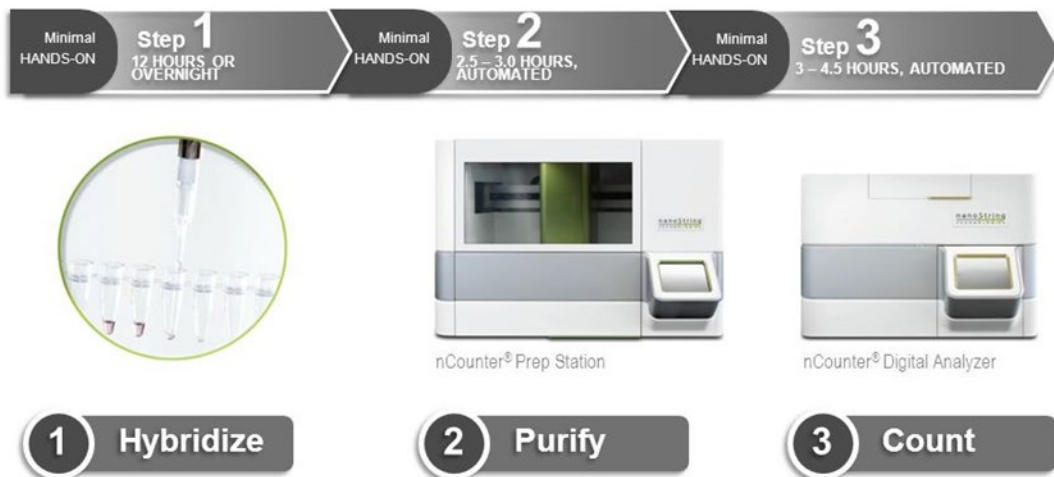 Minimal
HANDS-ON
Step 1
12 HOURS OR
OVERNIGHT
Minimal
HANDS-ON
Step 2
2.5 – 3.0 HOURS,
AUTOMATED
Minimal
HANDS-ON
Step 3
3 – 4.5 HOURS, AUTOMATED
nanoString
nanoString
nCounter® Prep Station
nCounter® Digital Analyzer
1 Hybridize
2 Purify
3 Count